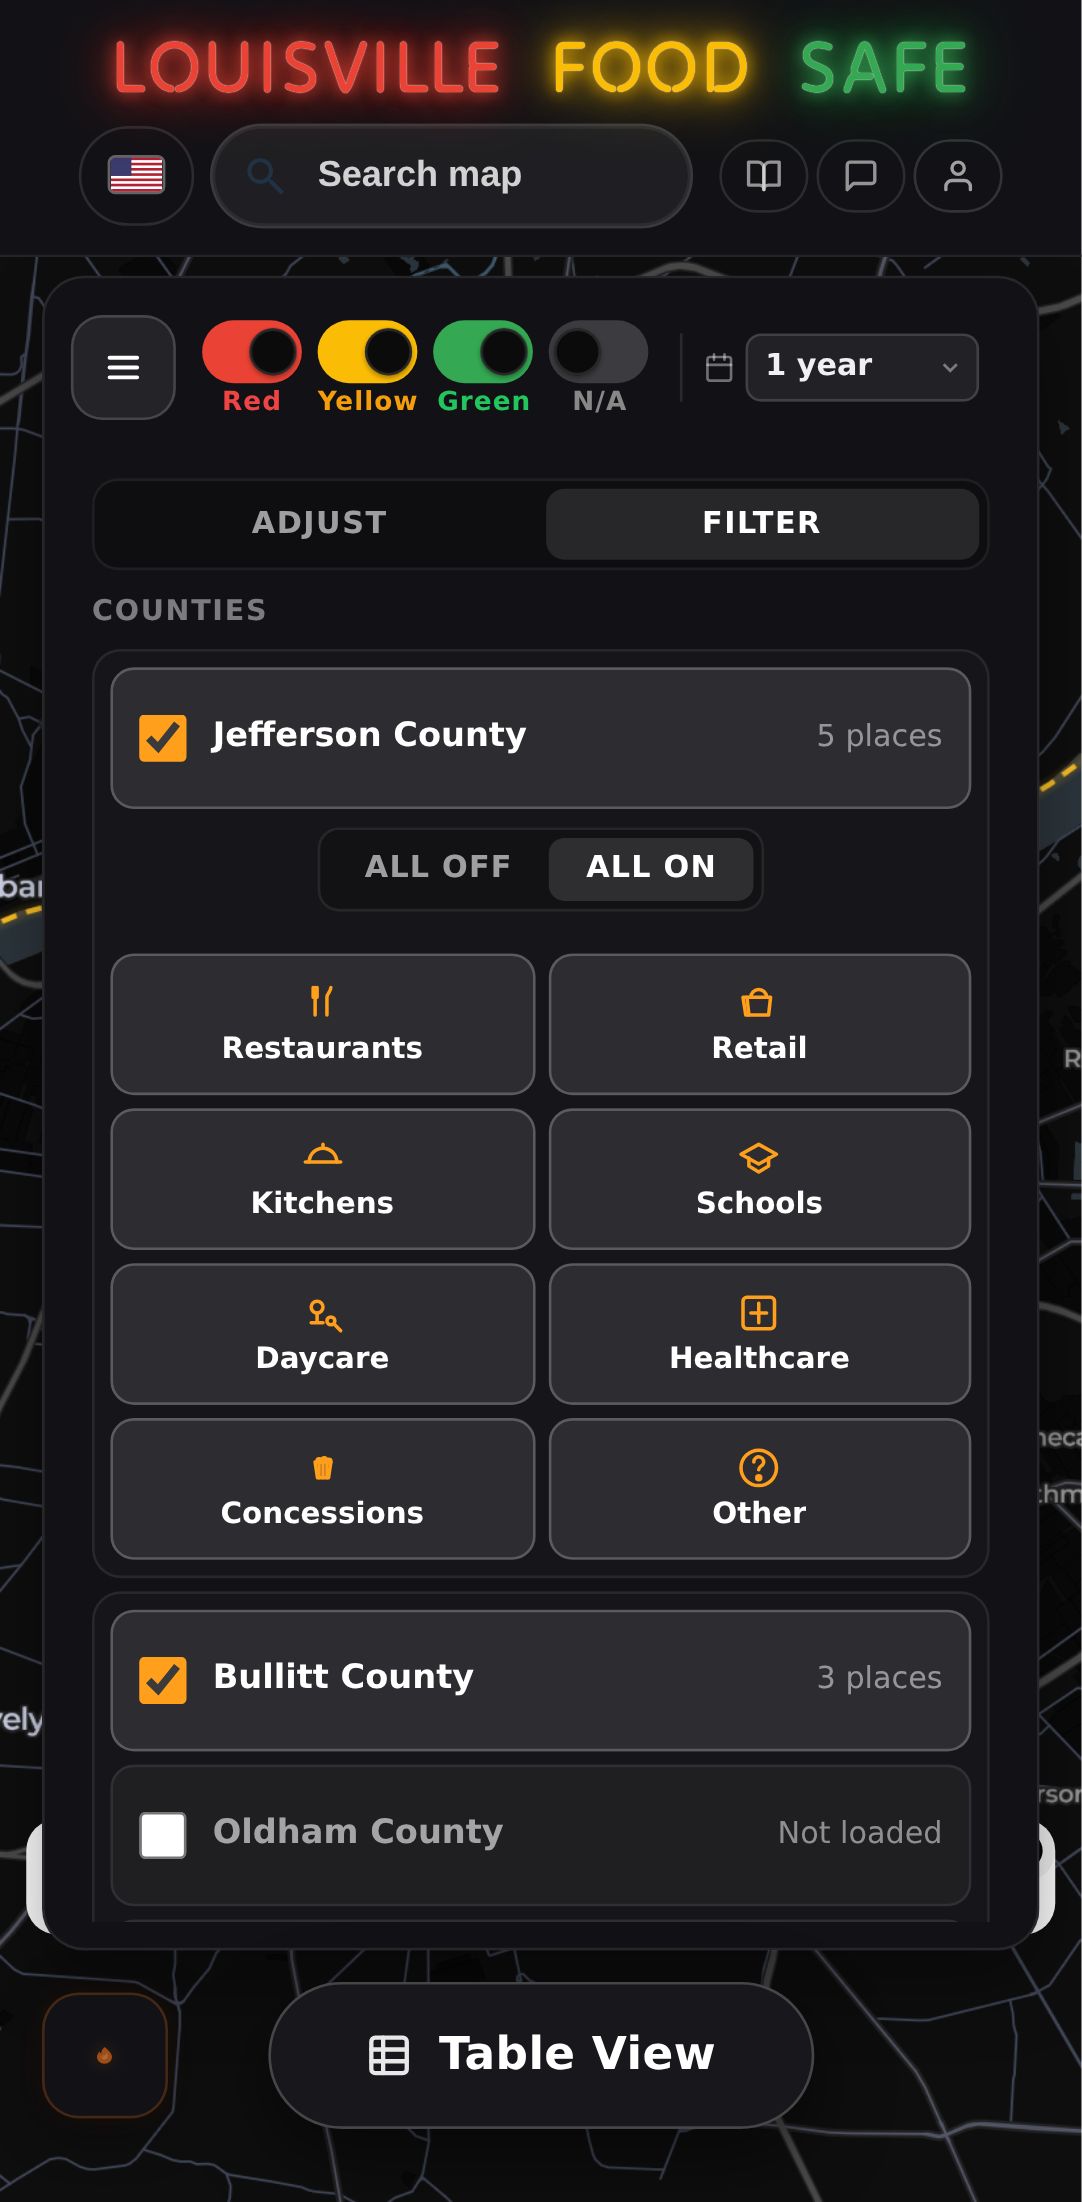 LOUISVILLE FOOD SAFE
Search map
Red Yellow Green N/A
1 year
ADJUST FILTER
COUNTIES
Jefferson County 5 places
ALL OFF ALL ON
Restaurants Retail
Kitchens Schools
Daycare Healthcare
Concessions Other
Bullitt County 3 places
Oldham County Not loaded
Table View